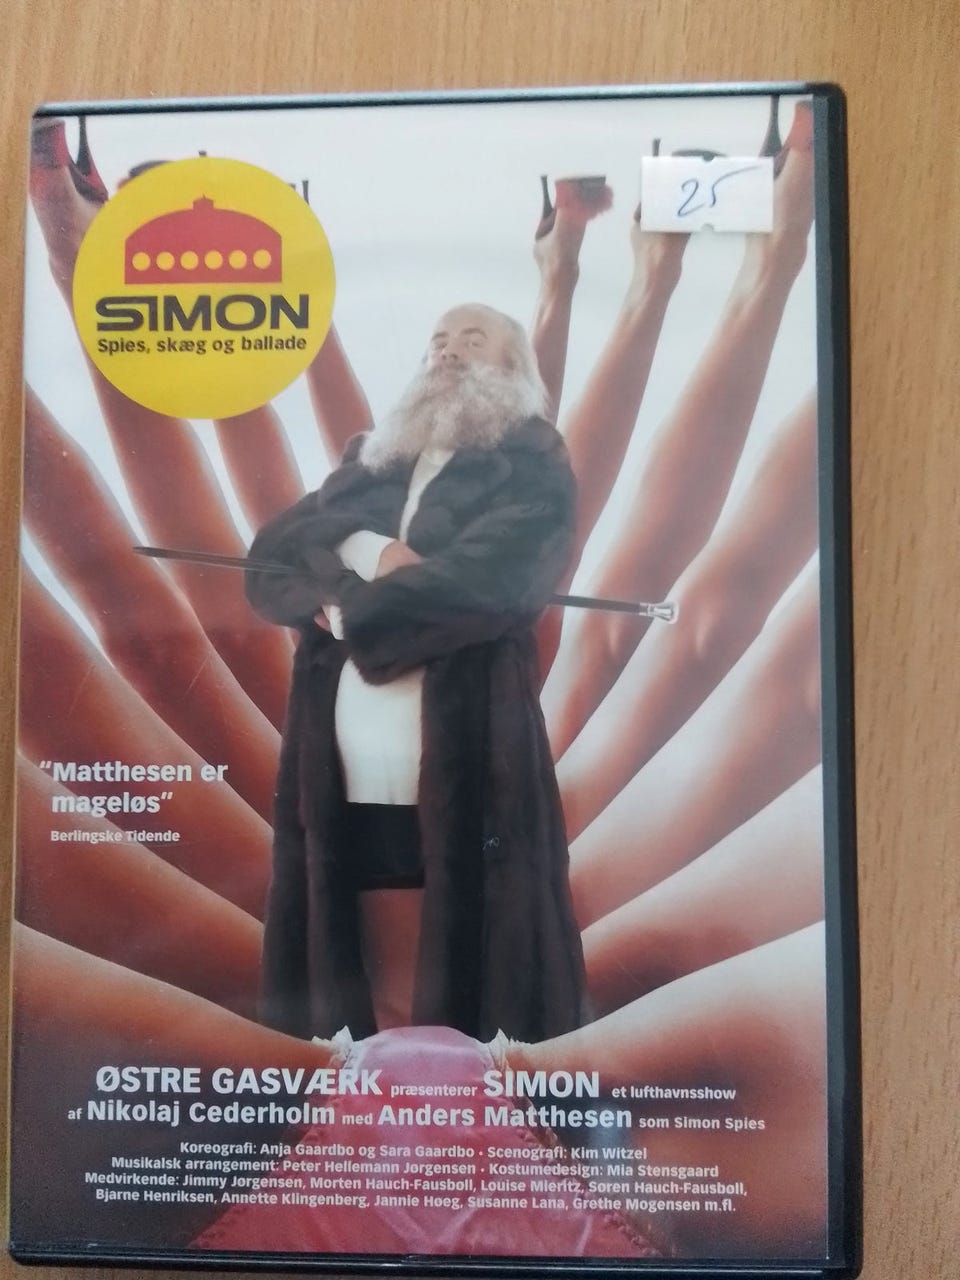 25
SIMON
Spies, skæg og ballade
“Matthesen er
mageløs”
Berlingske Tidende
ØSTRE GASVÆRK præsenterer SIMON et lufthavnsshow
af Nikolaj Cederholm med Anders Matthesen som Simon Spies
Koreografi: Anja Gaardbo og Sara Gaardbo · Scenografi: Kim Witzel
Musikalsk arrangement: Peter Hellemann Jørgensen · Kostumedesign: Mia Stensgaard
Medvirkende: Jimmy Jørgensen, Morten Hauch-Fausbøll, Louise Mieritz, Søren Hauch-Fausbøll,
Bjarne Henriksen, Annette Klingenberg, Jannie Høeg, Susanne Lana, Grethe Mogensen m.fl.